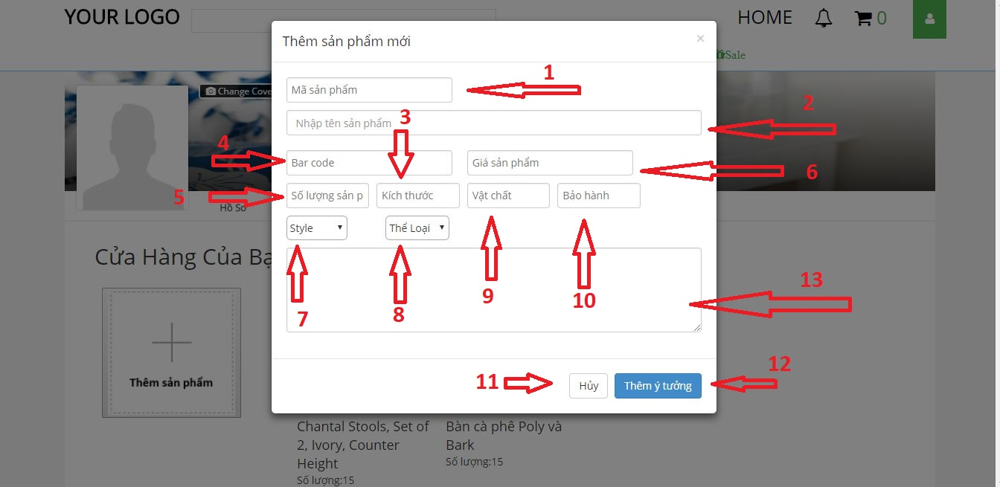 YOUR LOGO
HOME
0
Thêm sản phẩm mới
×
Sale
1
Mã sản phẩm
Change Cove
2
3
Nhập tên sản phẩm
4
Bar code
Giá sản phẩm
6
5
Số lượng sản p
Kích thước
Vật chất
Bảo hành
Hồ Sơ
Style
Thể Loại
Cửa Hàng Của Bạ
13
9
10
8
7
Thêm sản phẩm
12
11
Hủy
Thêm ý tưởng
Chantal Stools, Set of
2, Ivory, Counter
Height
Số lượng:15
Bàn cà phê Poly và
Bark
Số lượng:15